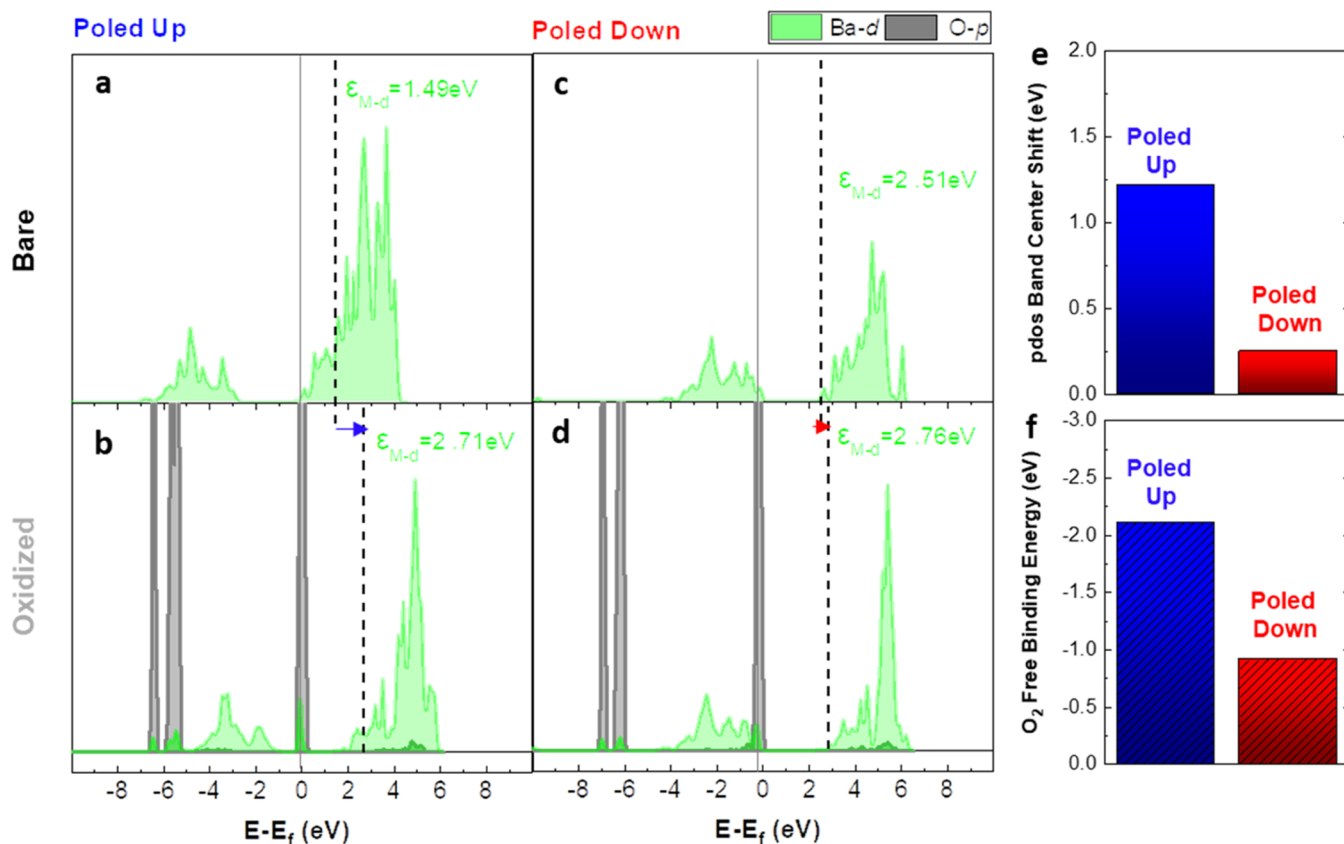 Poled Up
Poled Down
Ba-d
O-p
Bare
Oxidized
a
ε_M-d=1.49eV
c
ε_M-d=2.51eV
b
ε_M-d=2.71eV
d
ε_M-d=2.76eV
-8 -6 -4 -2 0 2 4 6 8
-8 -6 -4 -2 0 2 4 6 8
E-E_f (eV)
E-E_f (eV)
e
pdos Band Center Shift (eV)
2.0
1.5
1.0
0.5
0.0
Poled
Up
Poled
Down
f
O₂ Free Binding Energy (eV)
-3.0
-2.5
-2.0
-1.5
-1.0
-0.5
0.0
Poled
Up
Poled
Down